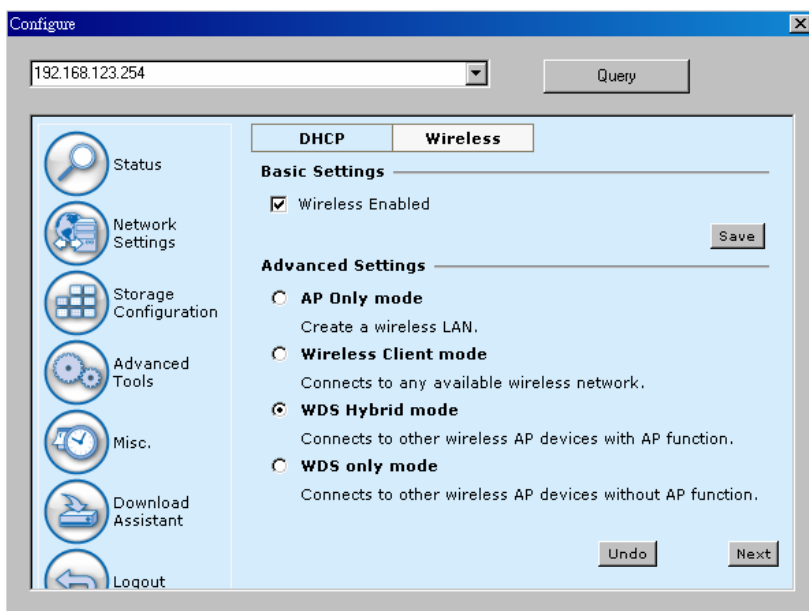 Configure
192.168.123.254
Query
Status
Network
Settings
Storage
Configuration
Advanced
Tools
Misc.
Download
Assistant
Logout
DHCP
Wireless
Basic Settings
Wireless Enabled
Save
Advanced Settings
AP Only mode
Create a wireless LAN.
Wireless Client mode
Connects to any available wireless network.
WDS Hybrid mode
Connects to other wireless AP devices with AP function.
WDS only mode
Connects to other wireless AP devices without AP function.
Undo
Next